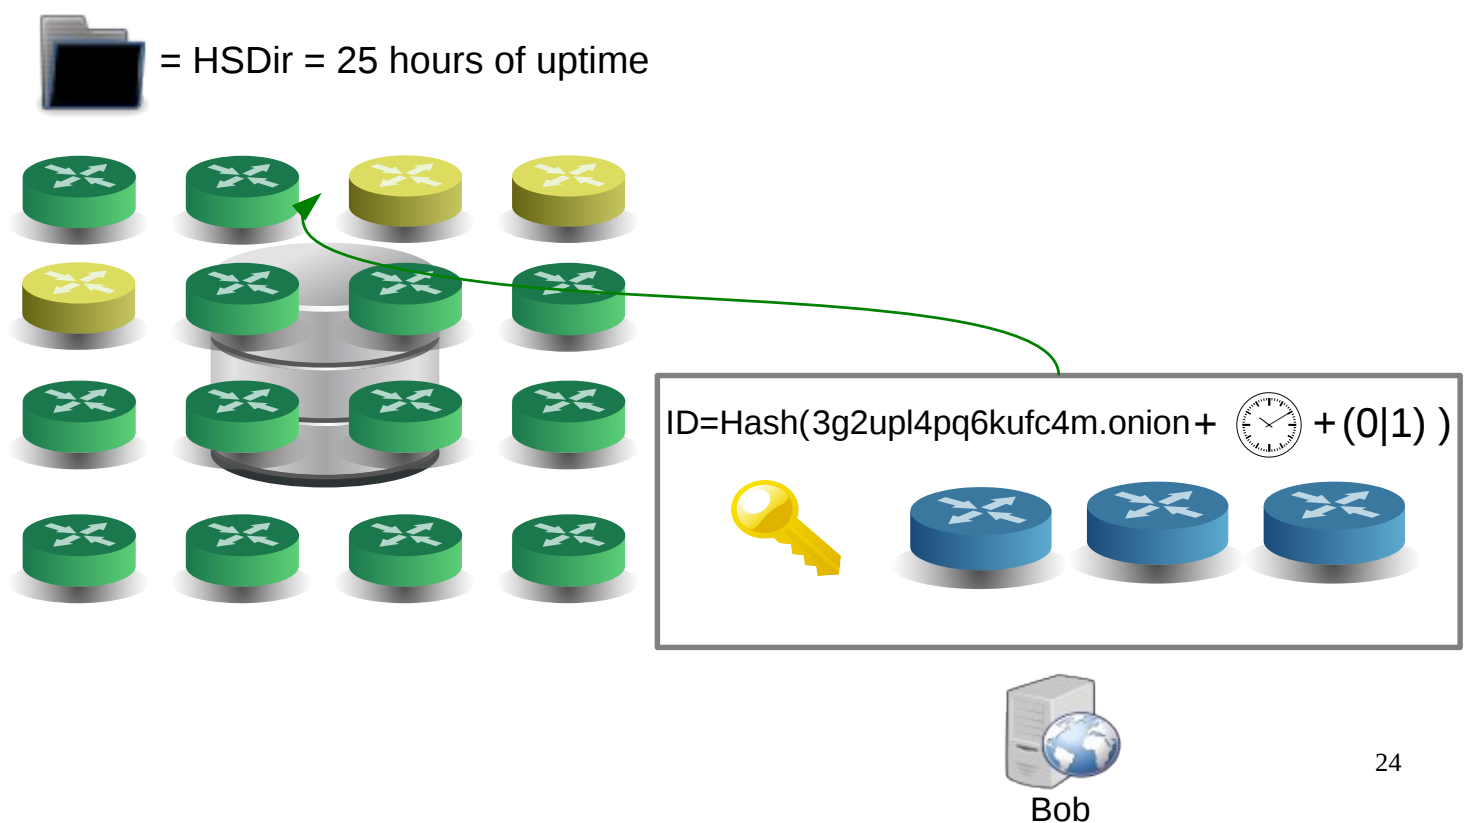 = HSDir = 25 hours of uptime
ID=Hash(3g2upl4pq6kufc4m.onion+ +(0|1) )
Bob
24